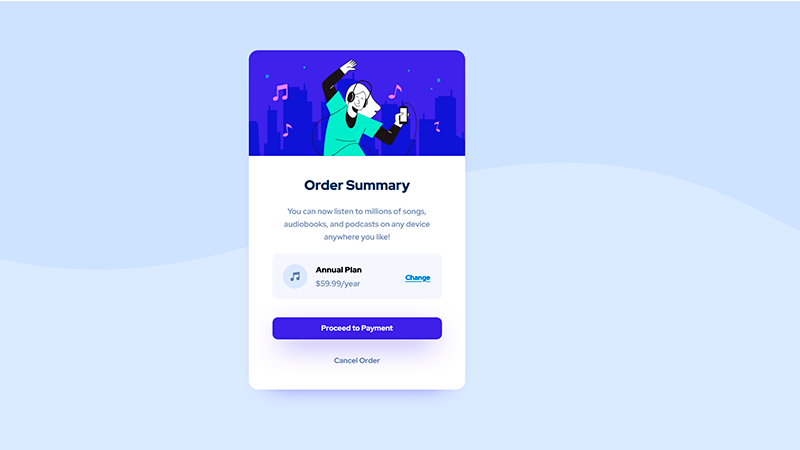 Order Summary
You can now listen to millions of songs,
audiobooks, and podcasts on any device
anywhere you like!
Annual Plan
$59.99/year
Change
Proceed to Payment
Cancel Order